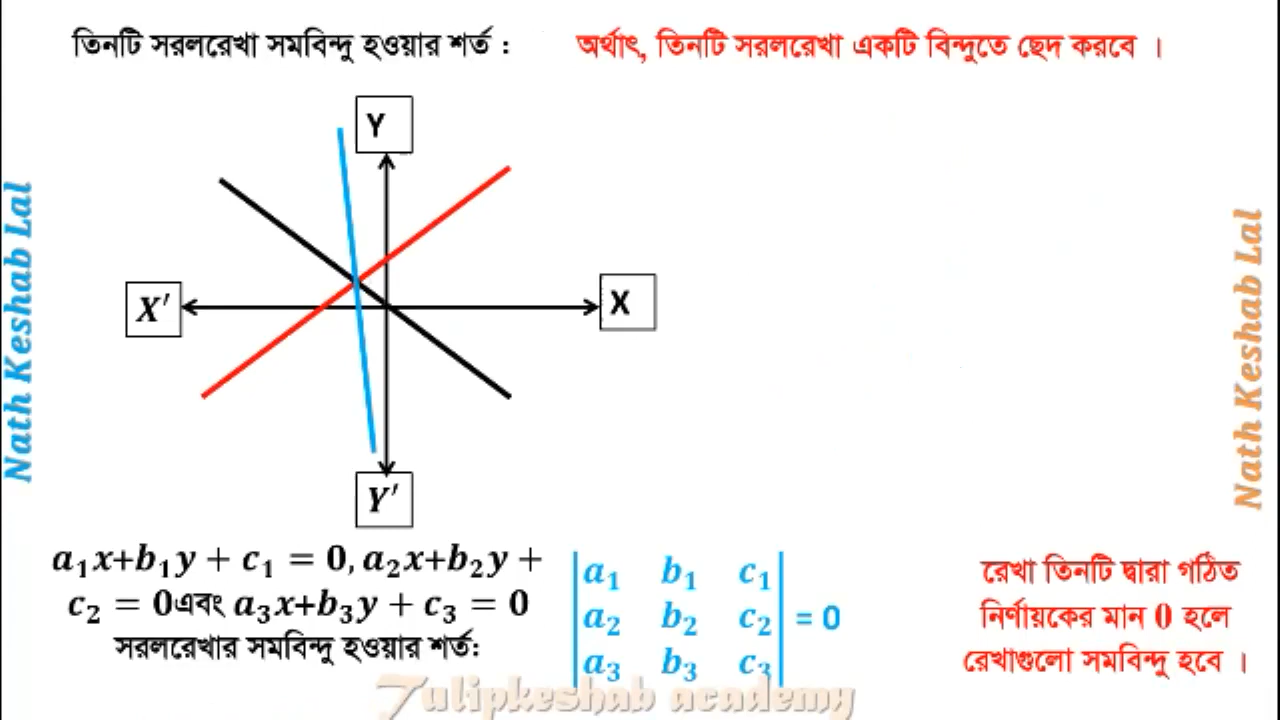 তিনটি সরলরেখা সমবিন্দু হওয়ার শর্ত :
অর্থাৎ, তিনটি সরলরেখা একটি বিন্দুতে ছেদ করবে ।
Y
X′
X
Y′
Nath Keshab Lal
Nath Keshab Lal
a₁x+b₁y + c₁ = 0, a₂x+b₂y +
c₂ = 0এবং a₃x+b₃y + c₃ = 0
সরলরেখার সমবিন্দু হওয়ার শর্ত:
a₁ b₁ c₁
a₂ b₂ c₂ = 0
a₃ b₃ c₃
রেখা তিনটি দ্বারা গঠিত
নির্ণায়কের মান 0 হলে
রেখাগুলো সমবিন্দু হবে ।
Tulipkeshab academy